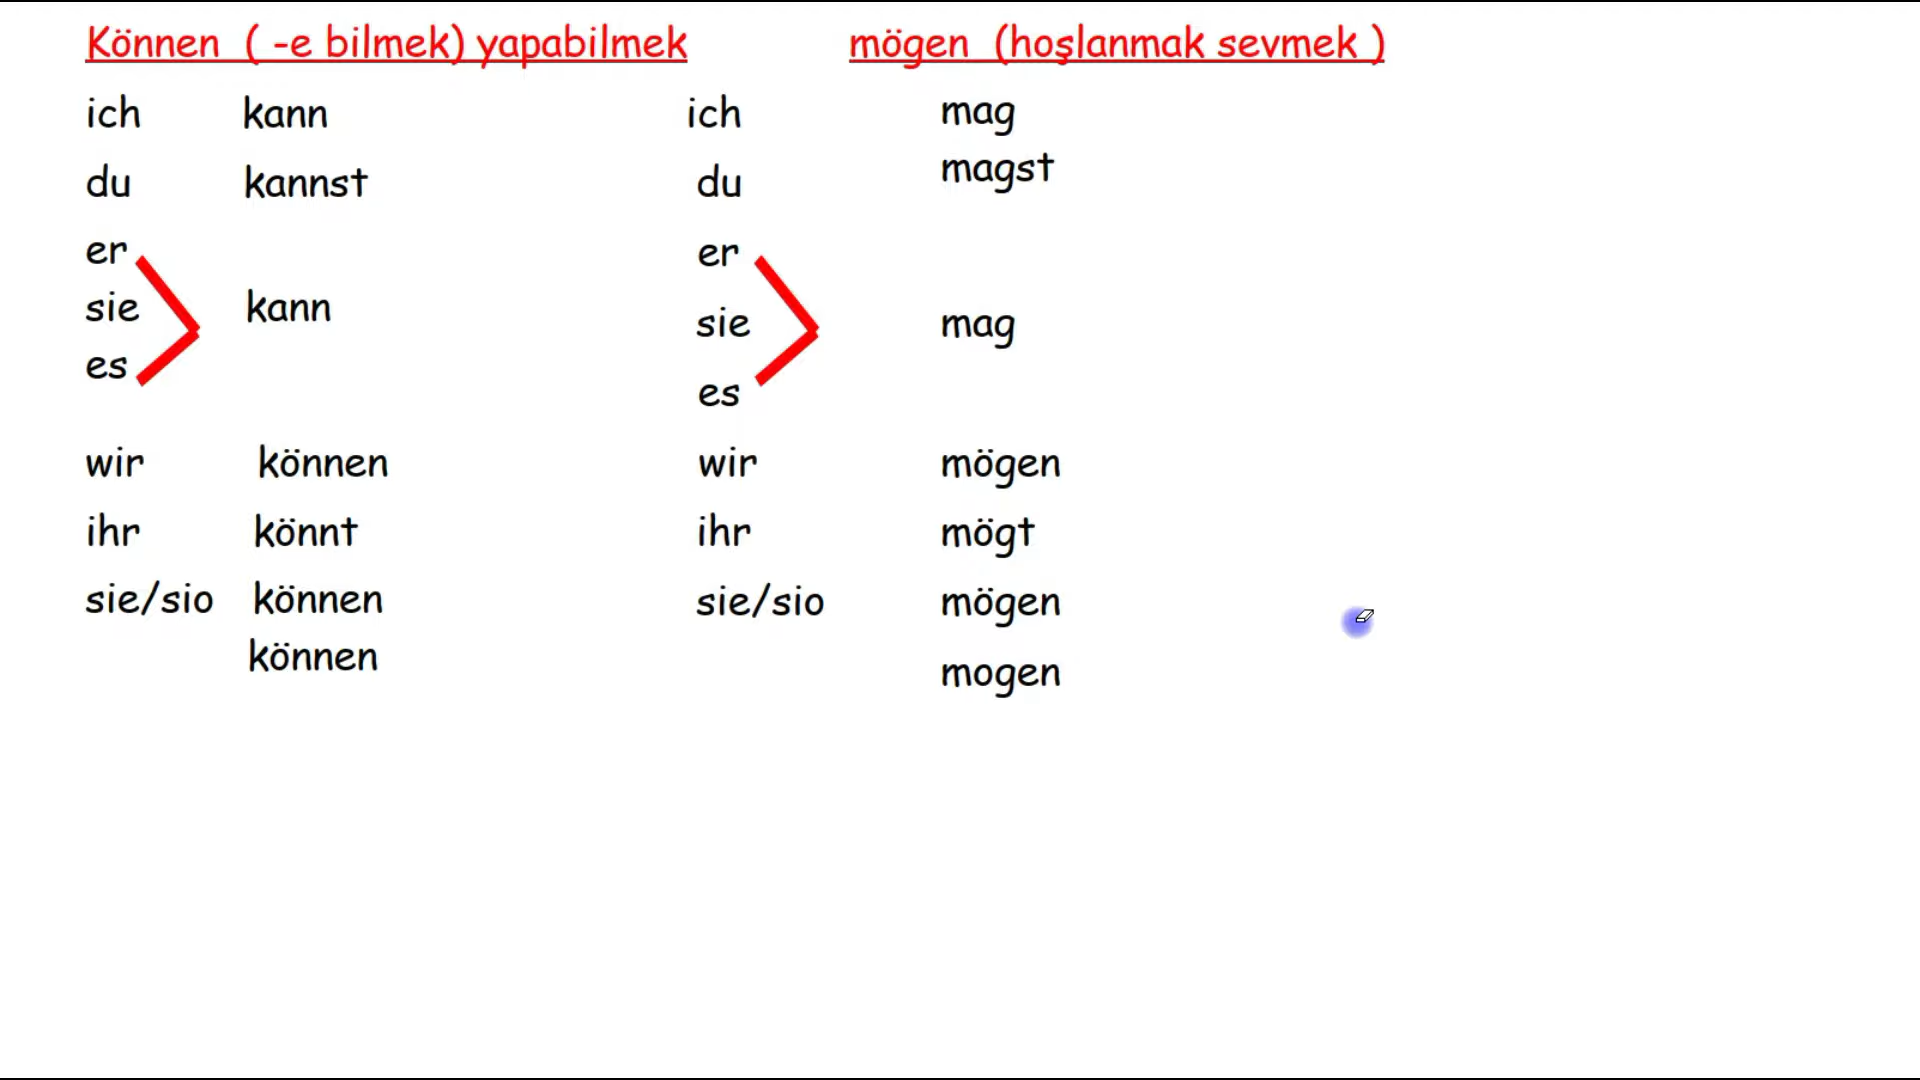 Können ( -e bilmek) yapabilmek
ich kann
du kannst
er
sie kann
es
wir können
ihr könnt
sie/sio können
können
mögen (hoşlanmak sevmek )
ich mag
du magst
er
sie mag
es
wir mögen
ihr mögt
sie/sio mögen
mogen